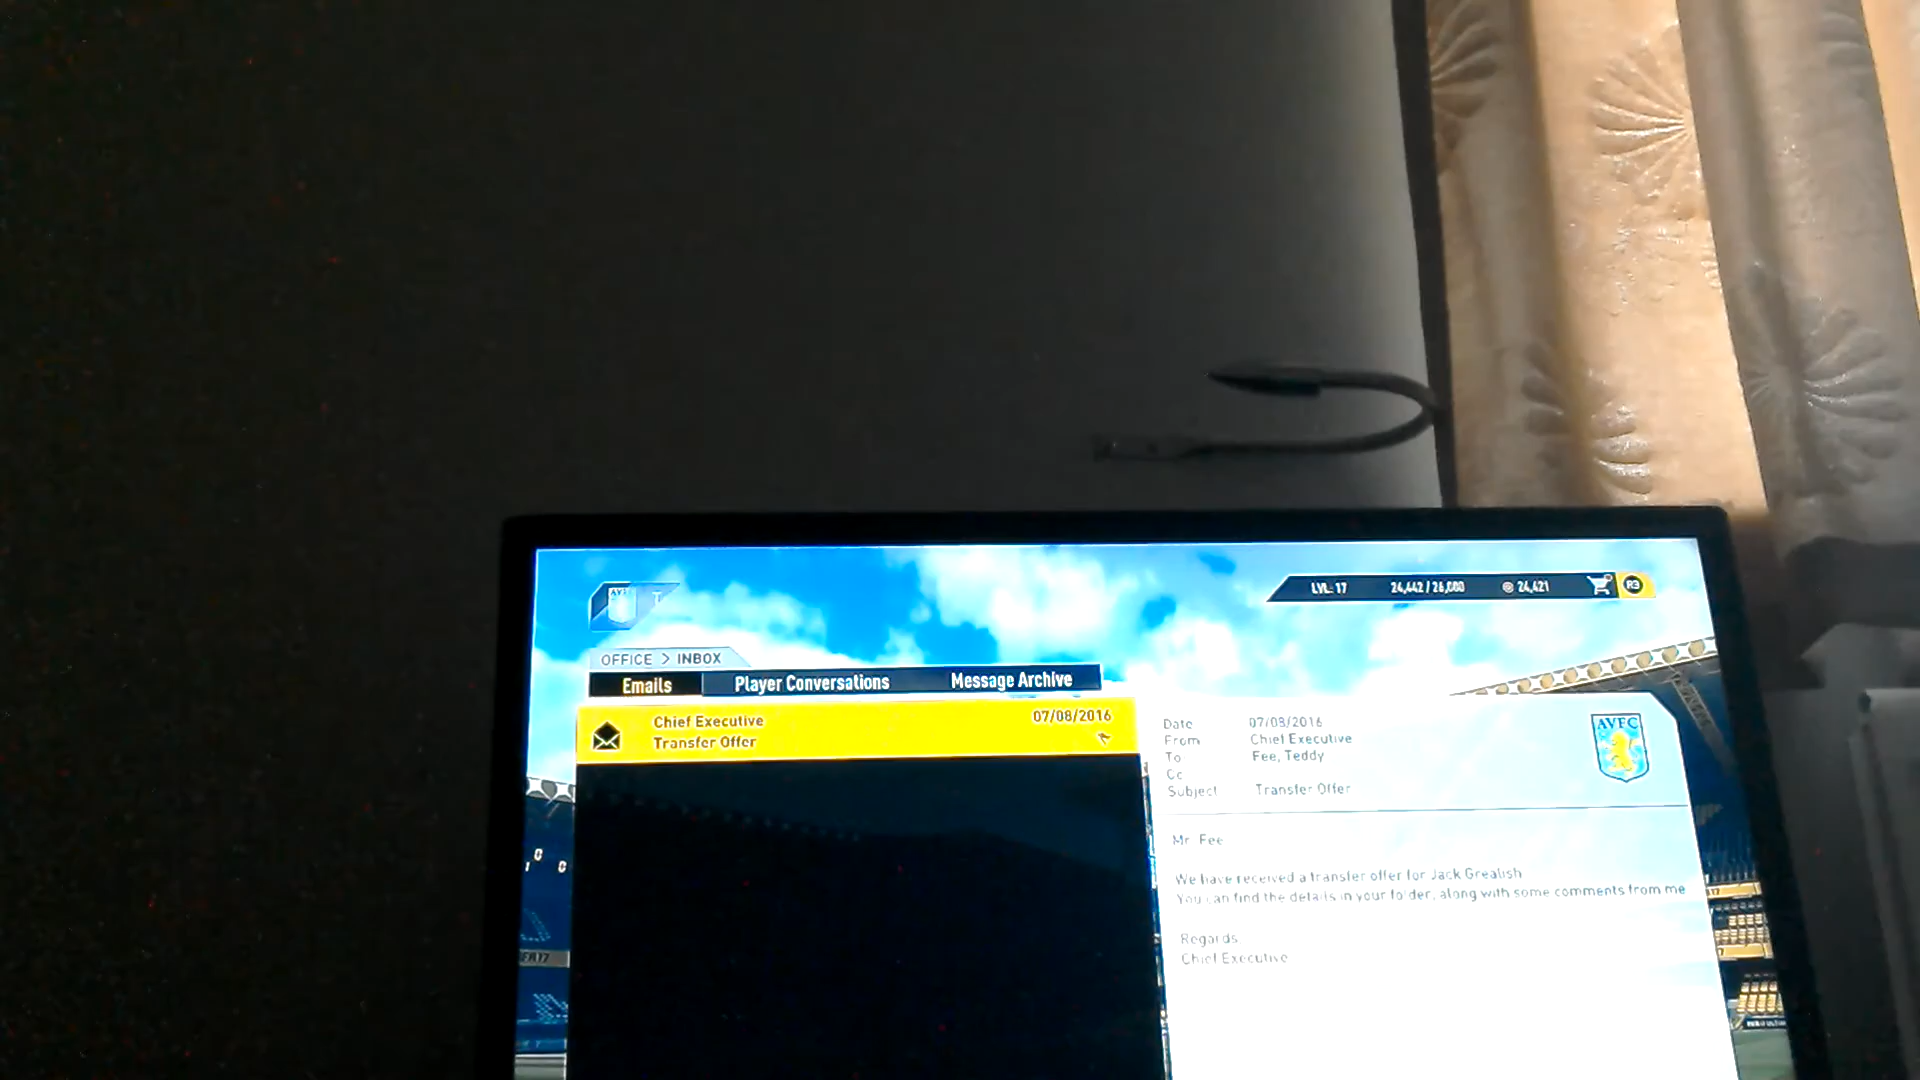 AVFC
LVL: 17 24,442 / 26,000 24,421 R3
OFFICE > INBOX
Emails Player Conversations Message Archive
Chief Executive 07/08/2016
Transfer Offer
Date 07/08/2016
From Chief Executive
To Fee, Teddy
Cc
Subject Transfer Offer
AVFC
Mr Fee
We have received a transfer offer for Jack Grealish
You can find the details in your folder, along with some comments from me
Regards,
Chief Executive